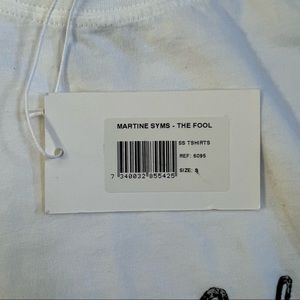 MARTINE SYMS - THE FOOL
SS TSHIRTS
REF: 6095
SIZE:
7 340032 855425